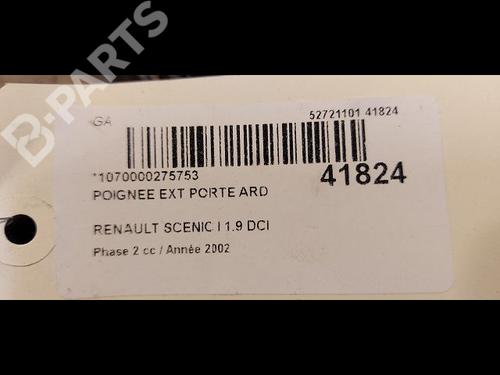 B-PARTS
GA 52721101 41824
*1070000275753
41824
POIGNEE EXT PORTE ARD
RENAULT SCENIC I 1.9 DCI
Phase 2 cc / Année 2002